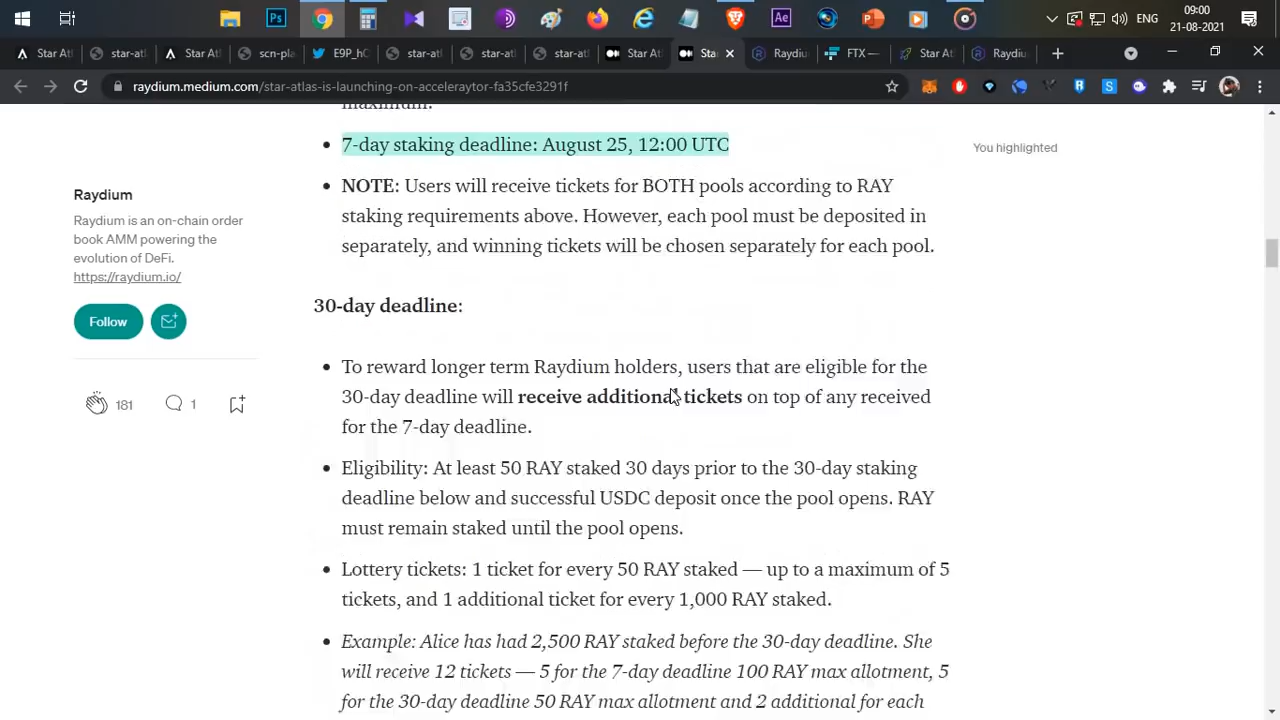 09:00
ENG
21-08-2021
Star At
star-
Star At
scn-pla
E9P_hC
star-at
star-at
star-at
Star At
Sta
Raydiu
FTX —
Star At
Raydiu
raydium.medium.com/star-atlas-is-launching-on-acceleraytor-fa35cfe3291f
maximum.
7-day staking deadline: August 25, 12:00 UTC
You highlighted
NOTE: Users will receive tickets for BOTH pools according to RAY
staking requirements above. However, each pool must be deposited in
separately, and winning tickets will be chosen separately for each pool.
Raydium
Raydium is an on-chain order
book AMM powering the
evolution of DeFi.
https://raydium.io/
Follow
181
1
30-day deadline:
To reward longer term Raydium holders, users that are eligible for the
30-day deadline will receive additional tickets on top of any received
for the 7-day deadline.
Eligibility: At least 50 RAY staked 30 days prior to the 30-day staking
deadline below and successful USDC deposit once the pool opens. RAY
must remain staked until the pool opens.
Lottery tickets: 1 ticket for every 50 RAY staked — up to a maximum of 5
tickets, and 1 additional ticket for every 1,000 RAY staked.
Example: Alice has had 2,500 RAY staked before the 30-day deadline. She
will receive 12 tickets — 5 for the 7-day deadline 100 RAY max allotment, 5
for the 30-day deadline 50 RAY max allotment and 2 additional for each